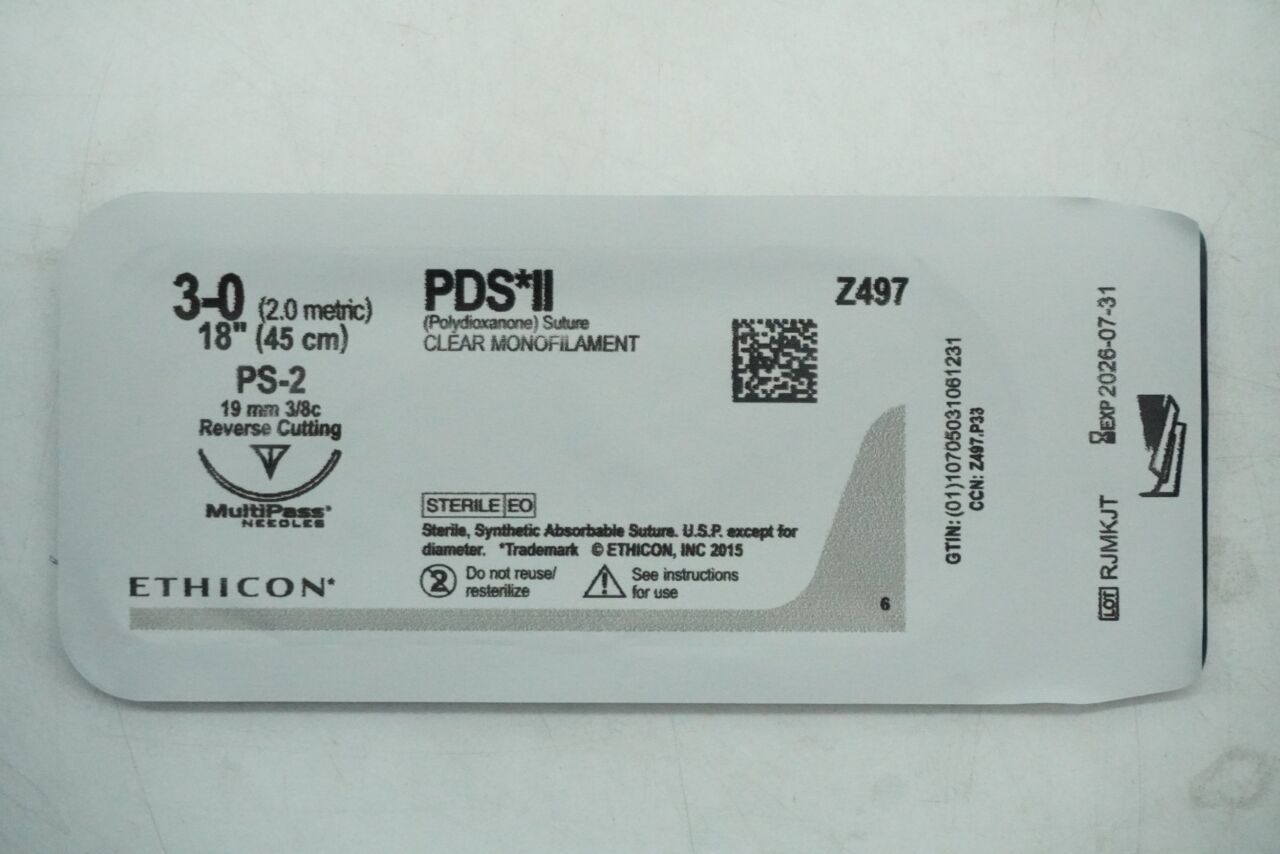 3-0 (2.0 metric)
18" (45 cm)
PS-2
19 mm 3/8c
Reverse Cutting
MultiPass*
NEEDLES
ETHICON*
PDS*II
(Polydioxanone) Suture
CLEAR MONOFILAMENT
Z497
STERILE EO
Sterile, Synthetic Absorbable Suture. U.S.P. except for
diameter. *Trademark © ETHICON, INC 2015
2
Do not reuse/
resterilize
See instructions
for use
6
GTIN: (01)10705031061231
CCN: Z497.P33
EXP 2026-07-31
LOT RJMKJT